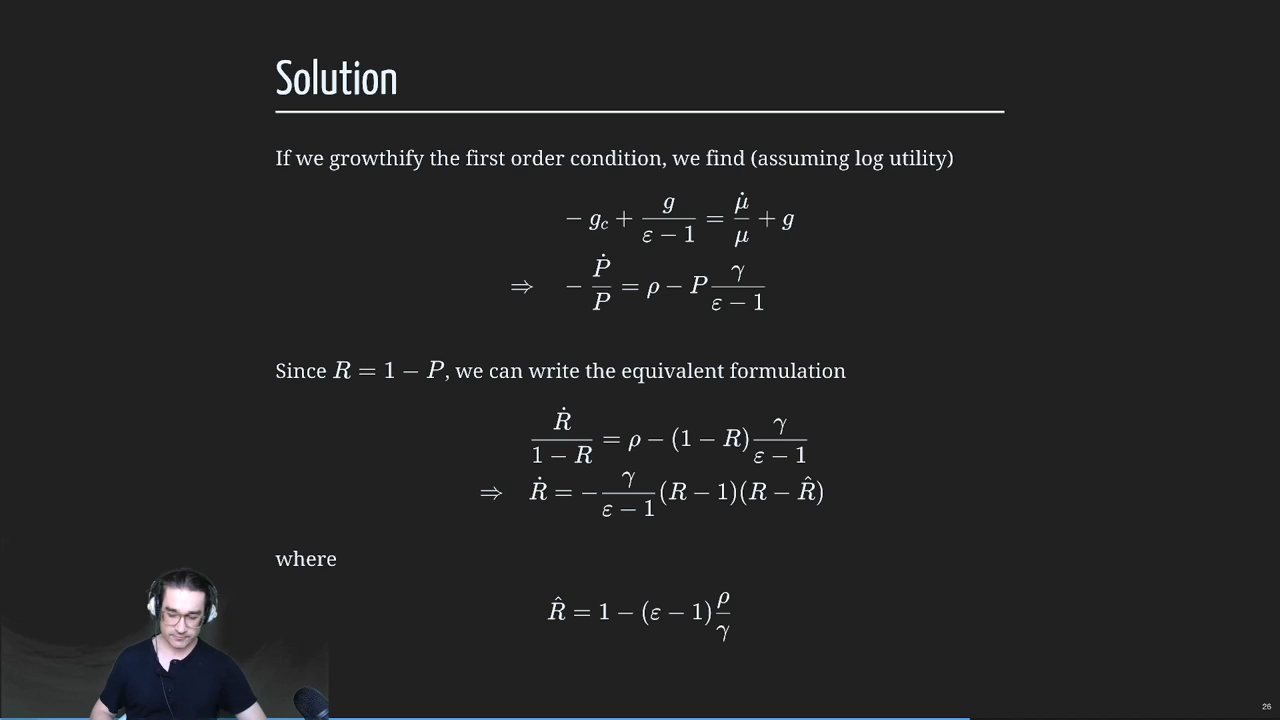 Solution
If we growthify the first order condition, we find (assuming log utility)
− g_c + g/(ε − 1) = μ̇/μ + g
⇒ − Ṗ/P = ρ − P γ/(ε − 1)
Since R = 1 − P, we can write the equivalent formulation
Ṙ/(1 − R) = ρ − (1 − R) γ/(ε − 1)
⇒ Ṙ = − γ/(ε − 1) (R − 1)(R − R̂)
where
R̂ = 1 − (ε − 1) ρ/γ
26